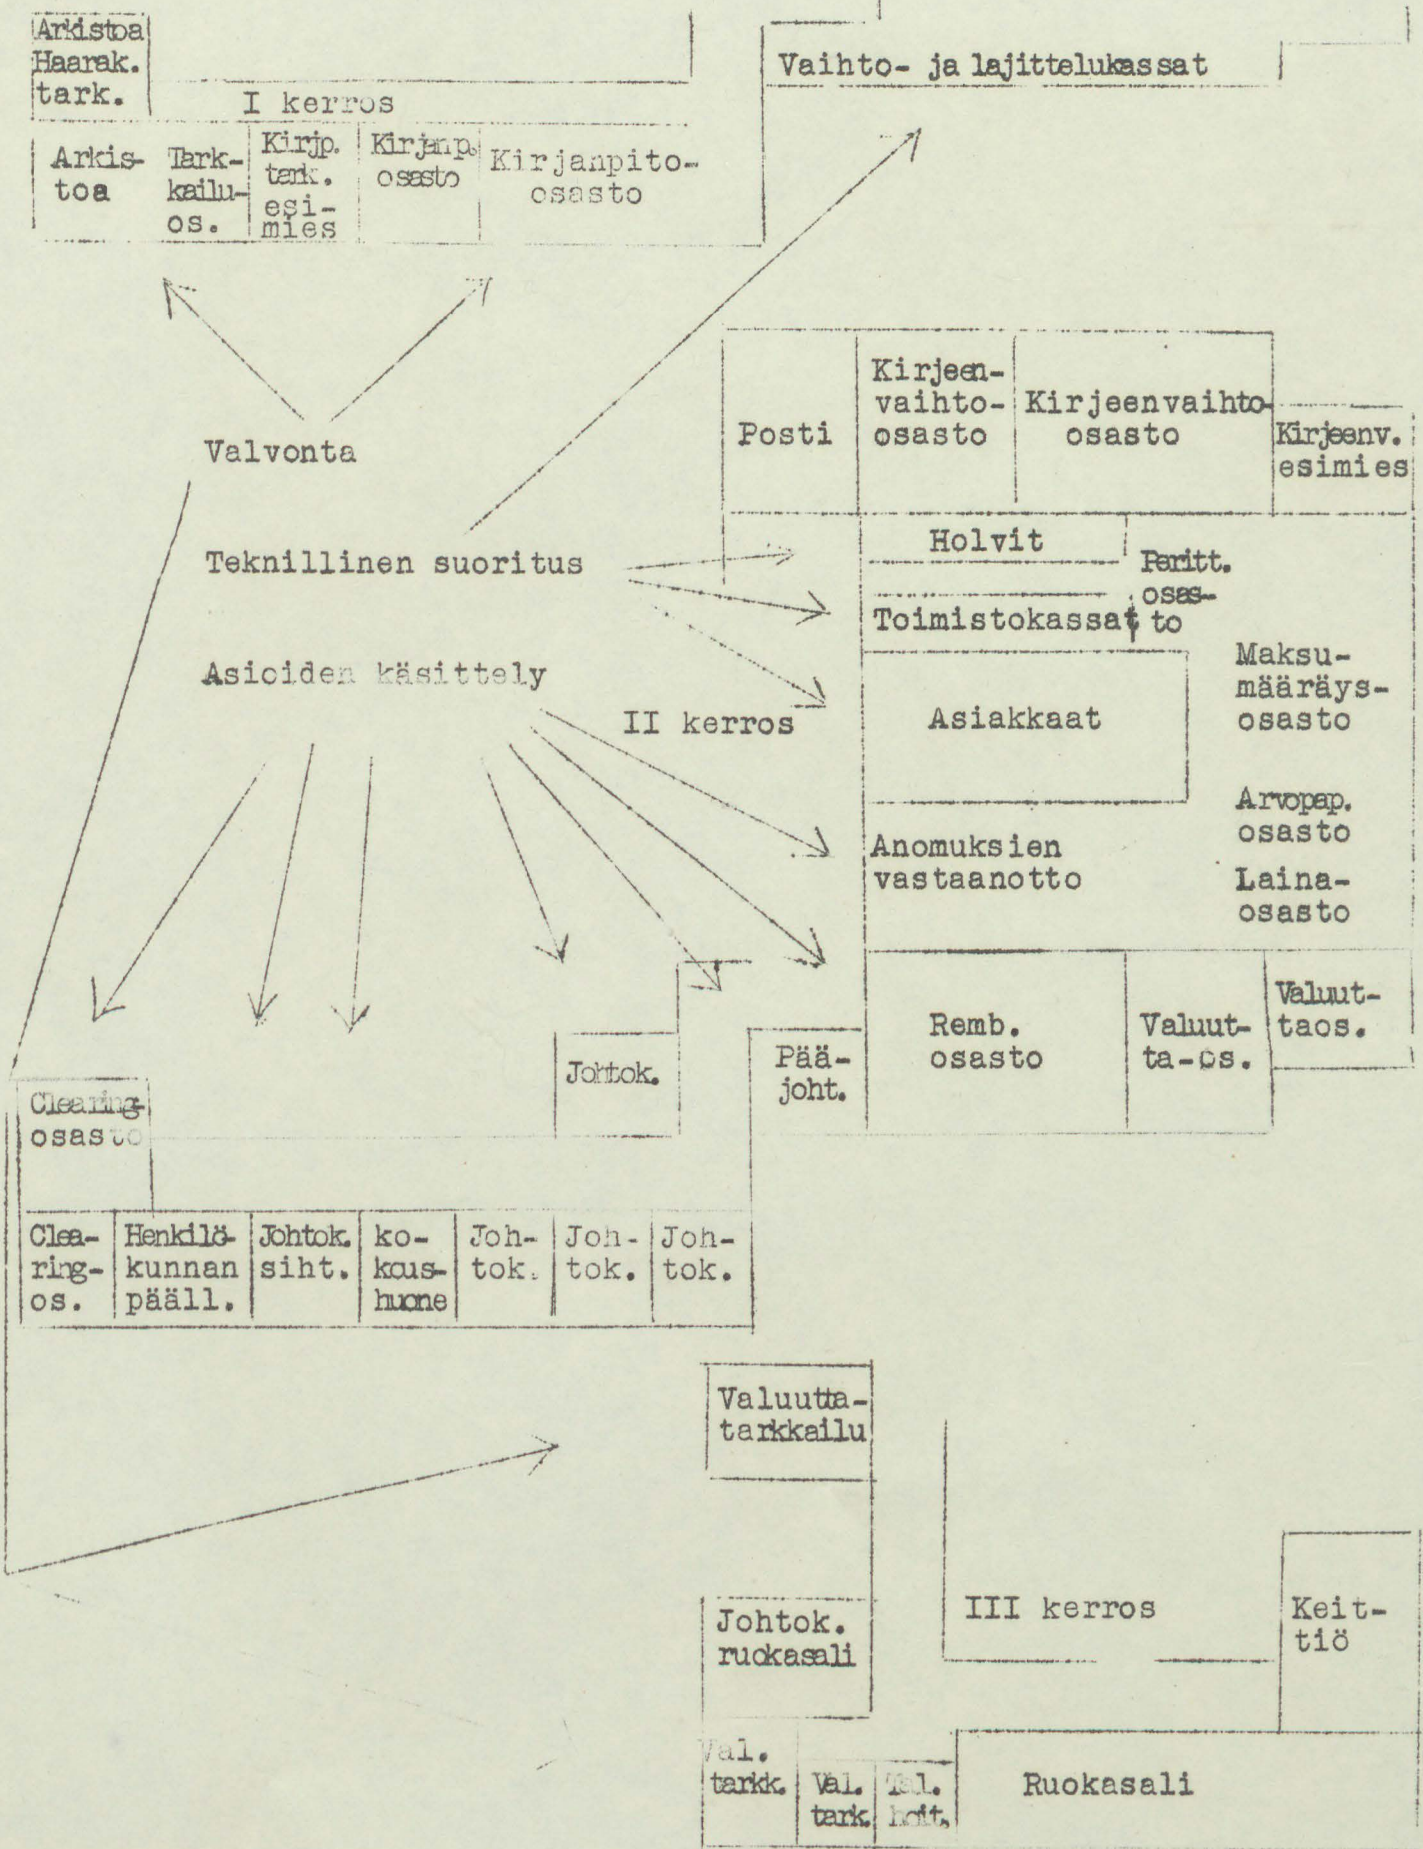 Arkistoa
Haarak.
tark.
I kerros
Vaihto- ja lajittelukassat
Arkis-
toa
Tark-
kailu-
os.
Kirjp.
tark.
esi-
mies
Kirjanp.
osasto
Kirjanpito-
osasto
Valvonta
Teknillinen suoritus
Asioiden käsittely
II kerros
Posti
Kirjeen-
vaihto-
osasto
Kirjeenvaihto-
osasto
Kirjeenv.
esimies
Holvit
Peritt.
osas-
to
Toimistokassat
Asiakkaat
Maksu-
määräys-
osasto
Arvopap.
osasto
Anomuksien
vastaanotto
Laina-
osasto
Remb.
osasto
Valuut-
ta-os.
Valuut-
taos.
Johtok.
Pää-
joht.
Clearing-
osasto
Clea-
ring-
os.
Henkilö-
kunnan
pääll.
Johtok.
siht.
ko-
kous-
huone
Joh-
tok.
Joh-
tok.
Joh-
tok.
Valuutta-
tarkkailu
Johtok.
ruokasali
III kerros
Keit-
tiö
Val.
tarkk.
Val.
tark.
Tal.
hoit.
Ruokasali